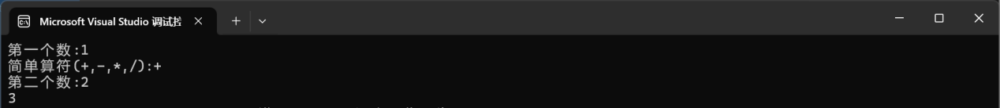 Microsoft Visual Studio 调试控
第一个数:1
简单算符(+,-,*,/):+
第二个数:2
3